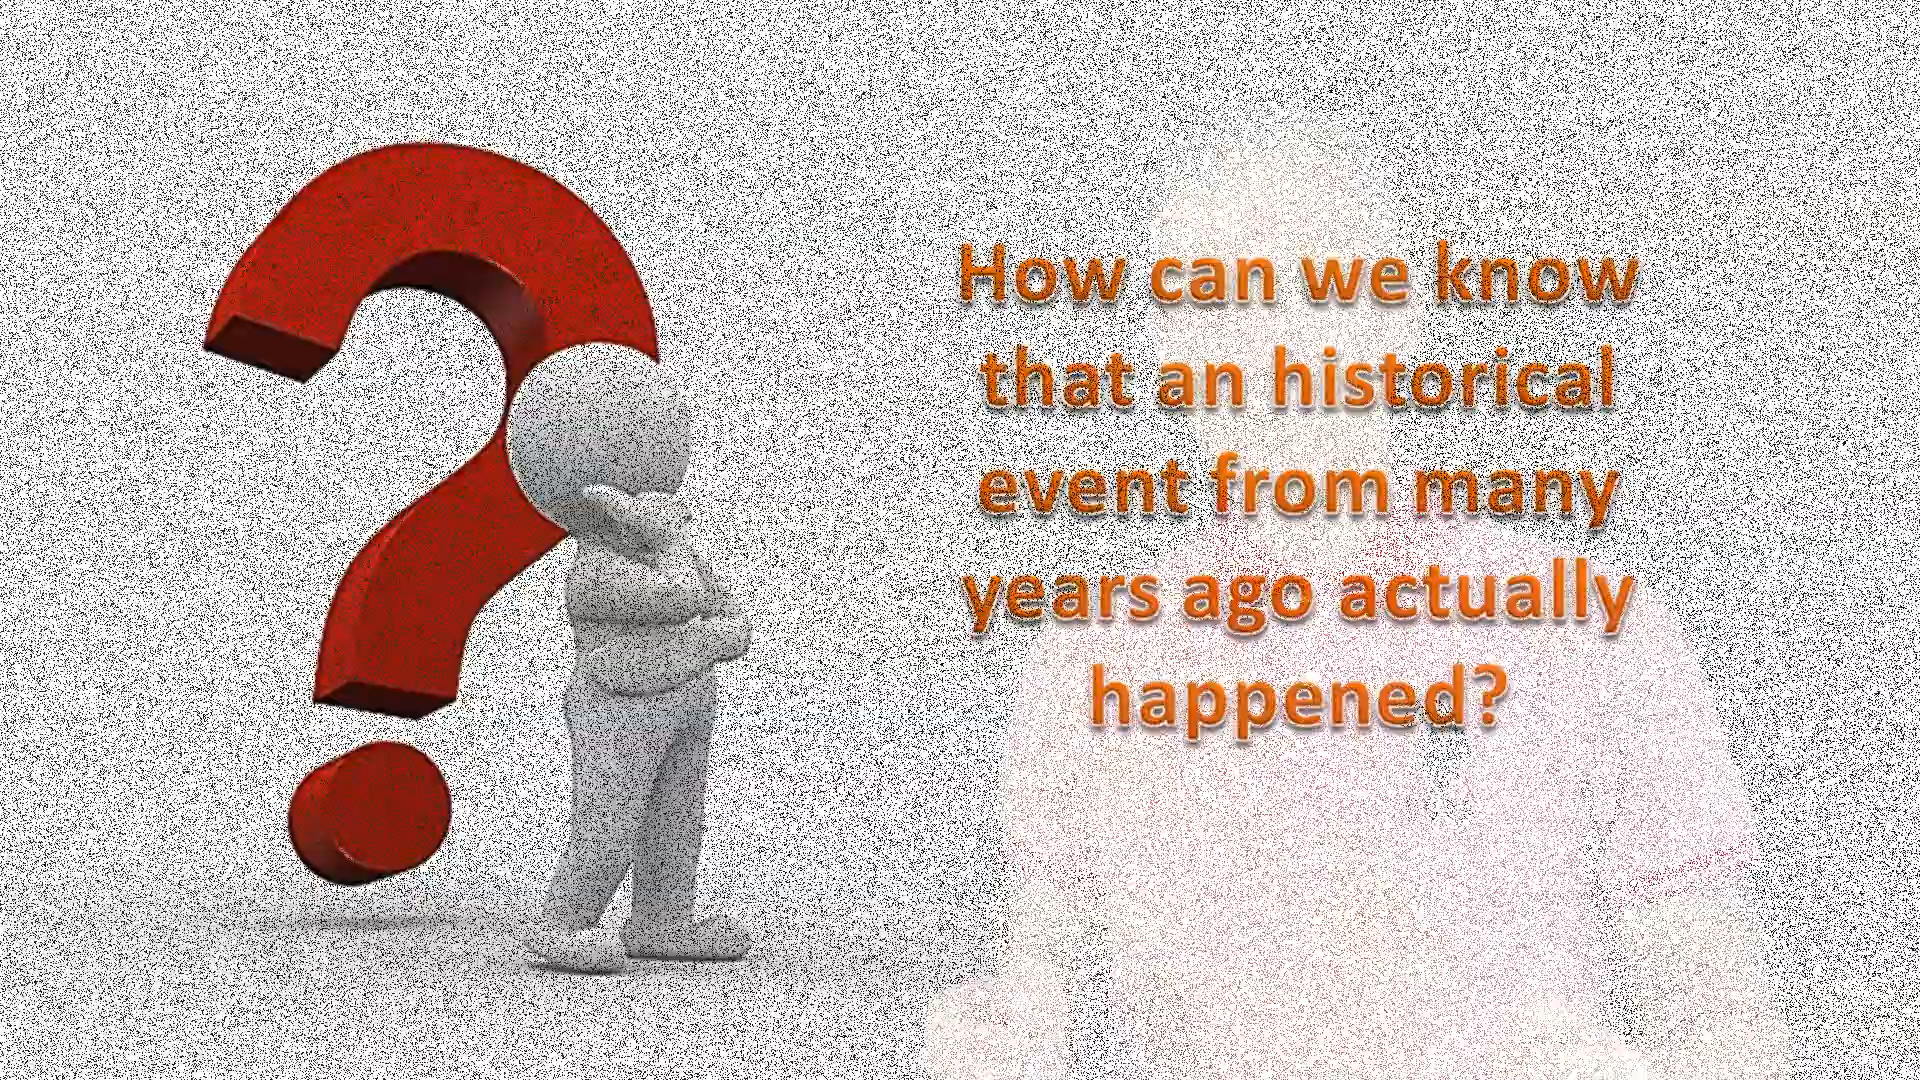 How can we know
that an historical
event from many
years ago actually
happened?